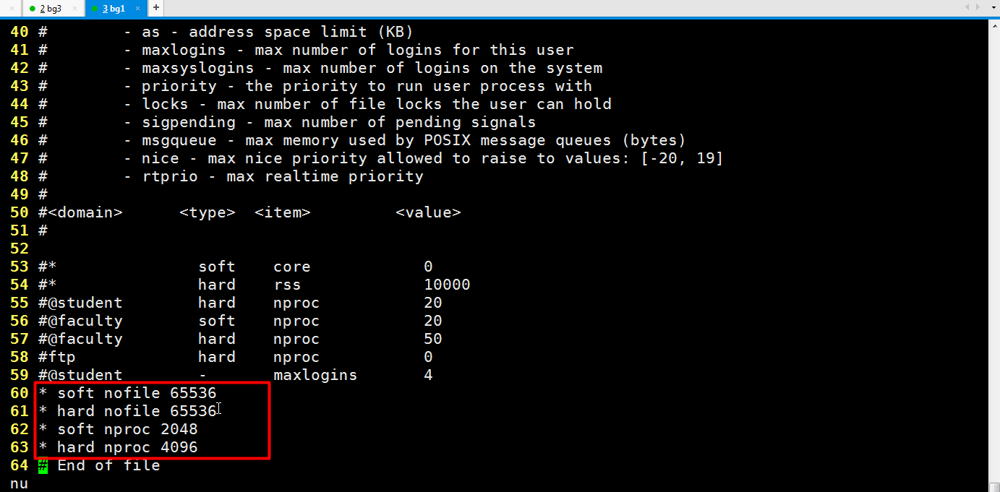 2 bg3 3 bg1 +
40 # - as - address space limit (KB)
41 # - maxlogins - max number of logins for this user
42 # - maxsyslogins - max number of logins on the system
43 # - priority - the priority to run user process with
44 # - locks - max number of file locks the user can hold
45 # - sigpending - max number of pending signals
46 # - msgqueue - max memory used by POSIX message queues (bytes)
47 # - nice - max nice priority allowed to raise to values: [-20, 19]
48 # - rtprio - max realtime priority
49 #
50 #<domain> <type> <item> <value>
51 #
52
53 #* soft core 0
54 #* hard rss 10000
55 #@student hard nproc 20
56 #@faculty soft nproc 20
57 #@faculty hard nproc 50
58 #ftp hard nproc 0
59 #@student - maxlogins 4
60 * soft nofile 65536
61 * hard nofile 65536
62 * soft nproc 2048
63 * hard nproc 4096
64 # End of file
nu